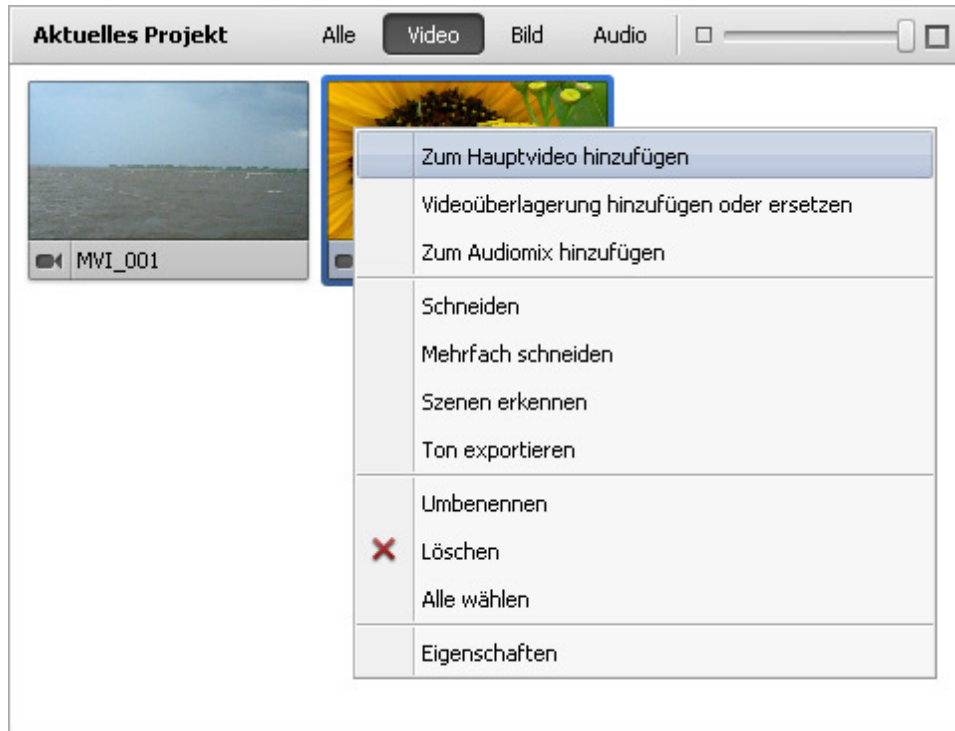 Aktuelles Projekt Alle Video Bild Audio
MVI_001
Zum Hauptvideo hinzufügen
Videoüberlagerung hinzufügen oder ersetzen
Zum Audiomix hinzufügen
Schneiden
Mehrfach schneiden
Szenen erkennen
Ton exportieren
Umbenennen
Löschen
Alle wählen
Eigenschaften